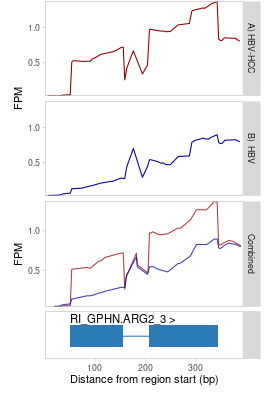 1.0
0.5
A) HBV-HCC
FPM
1.0
0.5
B) HBV
1.0
0.5
FPM
Combined
RI_GPHN.ARG2_3 >
100
200
300
Distance from region start (bp)